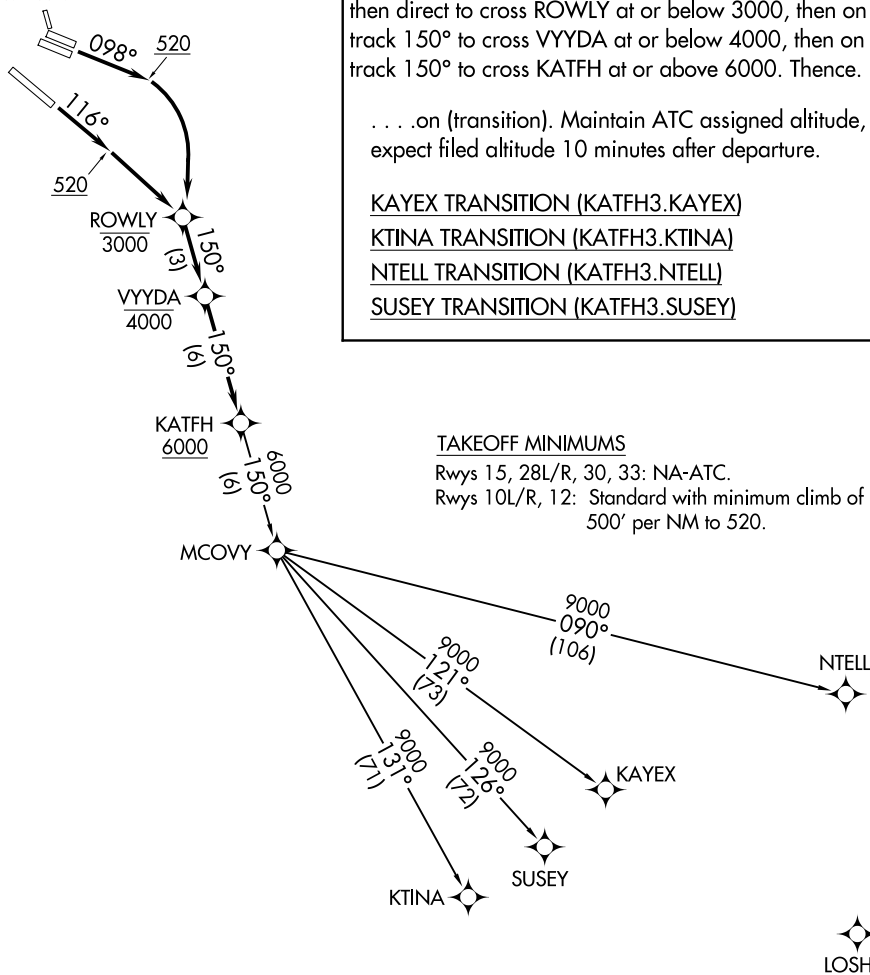 then direct to cross ROWLY at or below 3000, then on
track 150° to cross VYYDA at or below 4000, then on
track 150° to cross KATFH at or above 6000. Thence.
. . . .on (transition). Maintain ATC assigned altitude,
expect filed altitude 10 minutes after departure.
KAYEX TRANSITION (KATFH3.KAYEX)
KTINA TRANSITION (KATFH3.KTINA)
NTELL TRANSITION (KATFH3.NTELL)
SUSEY TRANSITION (KATFH3.SUSEY)
098°
520
116°
520
ROWLY
3000
150°
(3)
VYYDA
4000
150°
(6)
KATFH
6000
6000
150°
(6)
MCOVY
TAKEOFF MINIMUMS
Rwys 15, 28L/R, 30, 33: NA-ATC.
Rwys 10L/R, 12: Standard with minimum climb of
500' per NM to 520.
9000
090°
(106)
NTELL
9000
121°
(73)
KAYEX
9000
126°
(72)
SUSEY
9000
131°
(71)
KTINA
LOSH